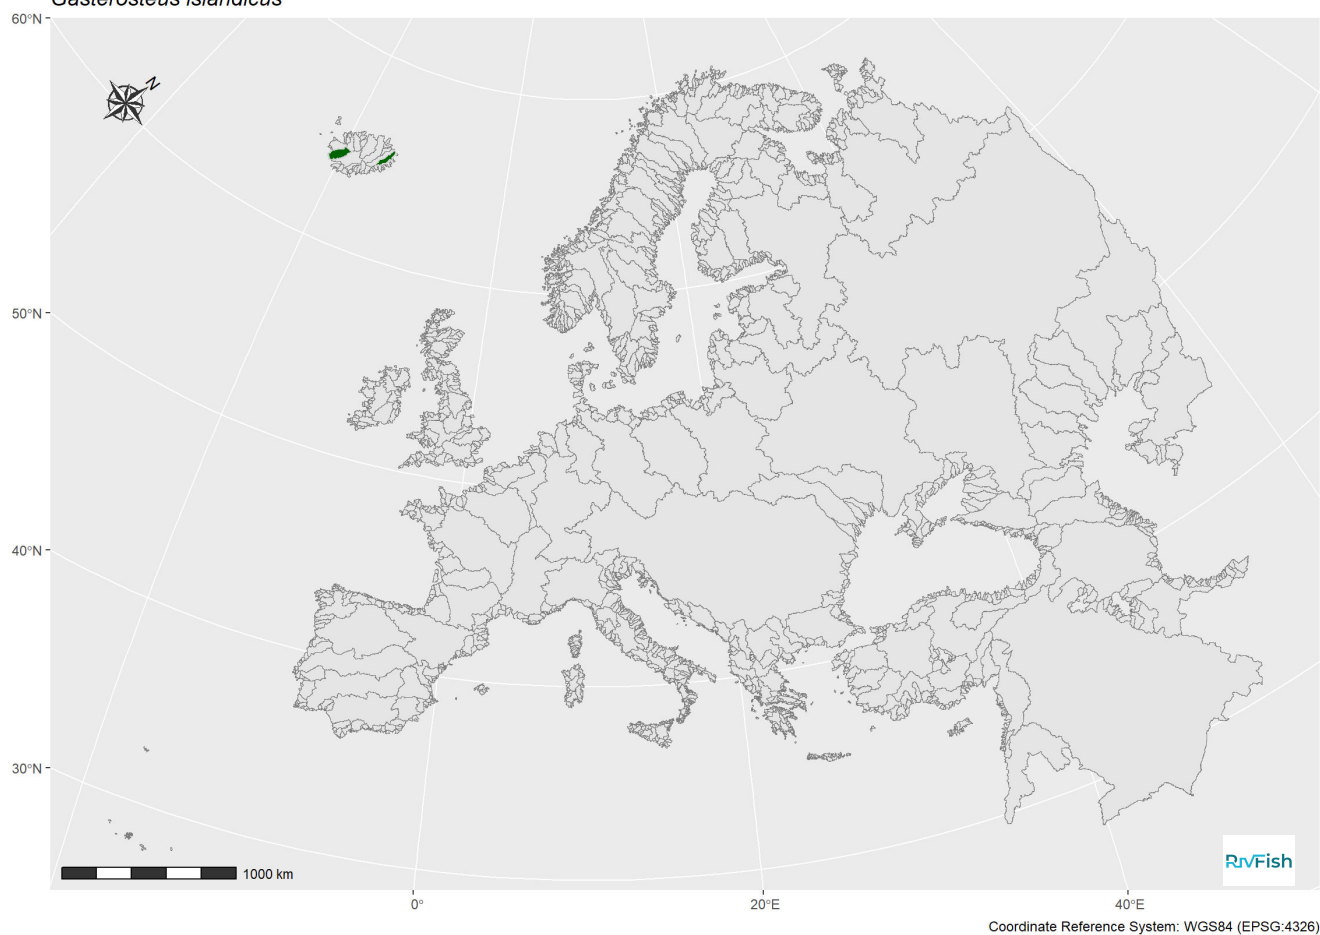 Gasterosteus islandicus
60°N
N
50°N
40°N
30°N
RivFish
1000 km
0°
20°E
40°E
Coordinate Reference System: WGS84 (EPSG:4326)